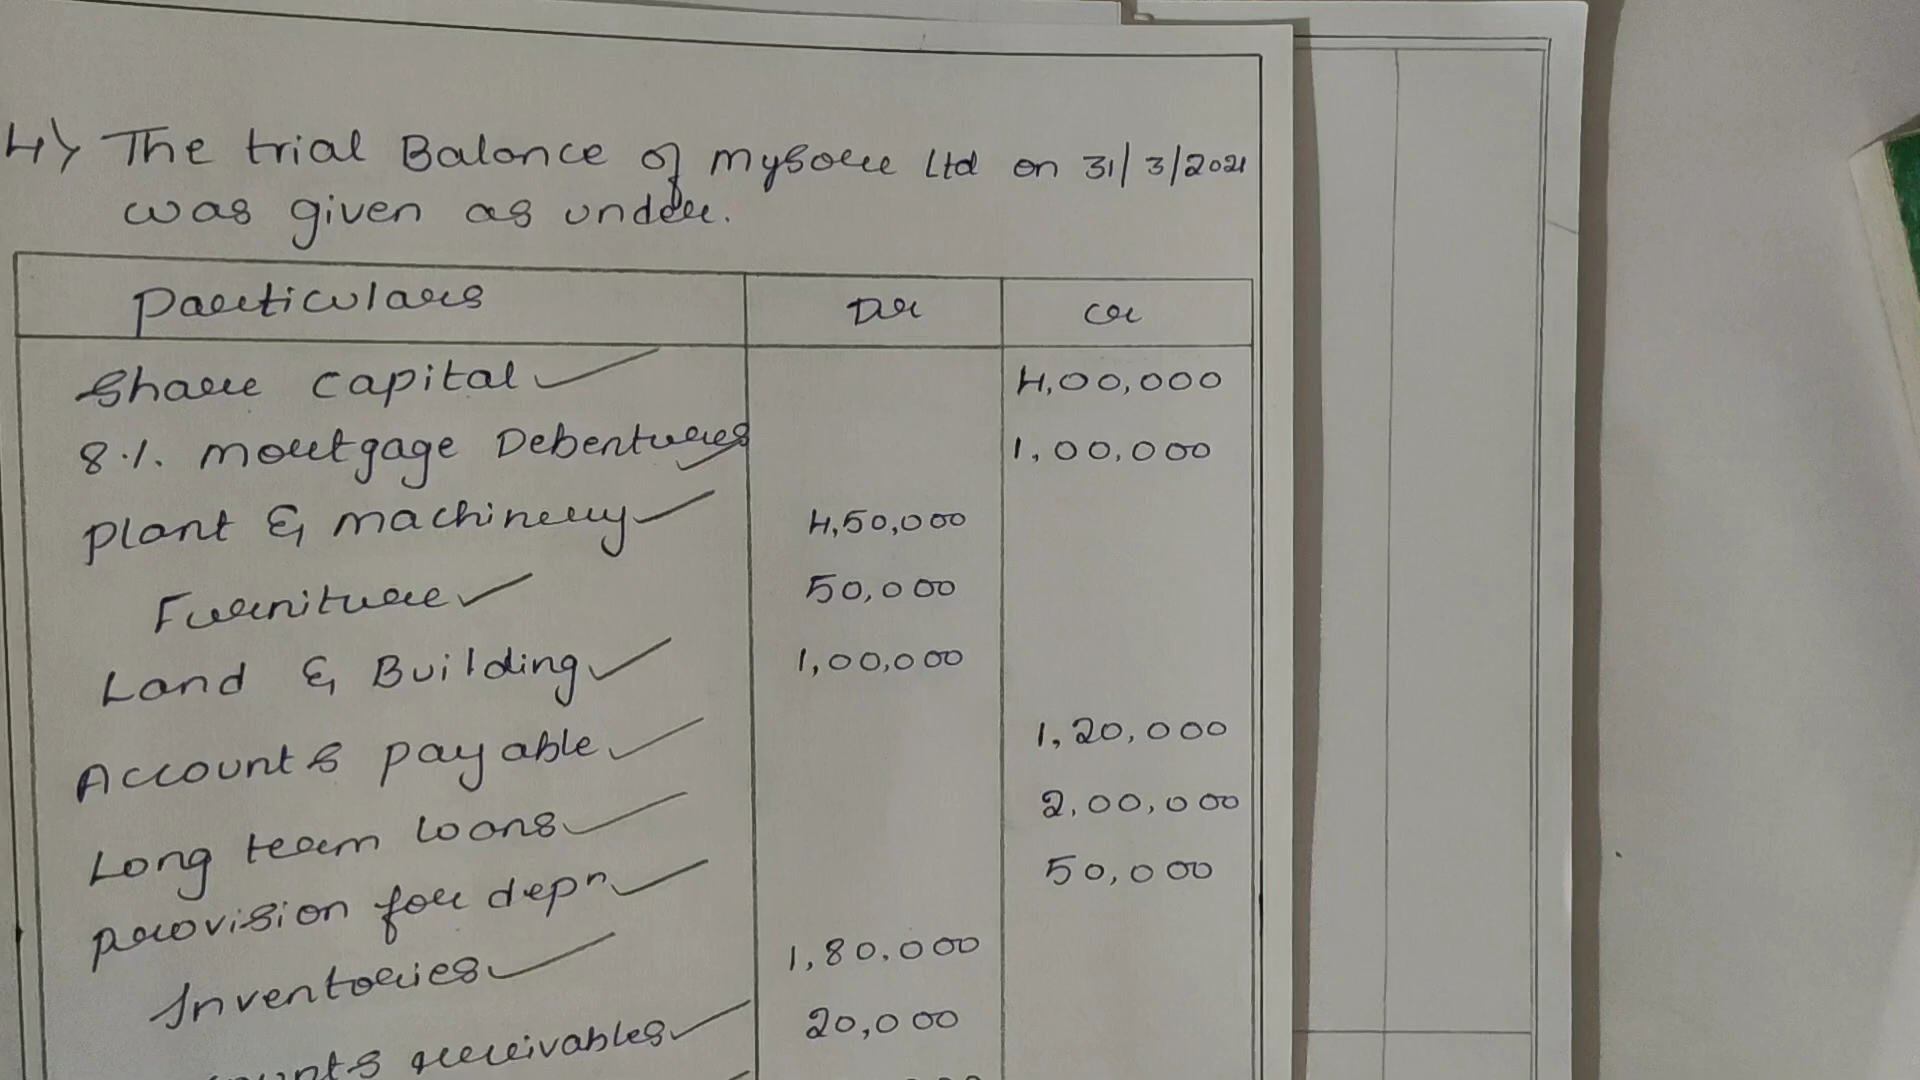 4) The trial Balance of mysore Ltd on 31/3/2021
was given as under.
Particulars Dr Cr
Share capital 4,00,000
8%. mortgage Debentures 1,00,000
plant & machinery 4,50,000
Furniture 50,000
Land & Building 1,00,000
Accounts payable 1,20,000
Long term loans 2,00,000
provision for depn 50,000
Inventories 1,80,000
receivables 20,000